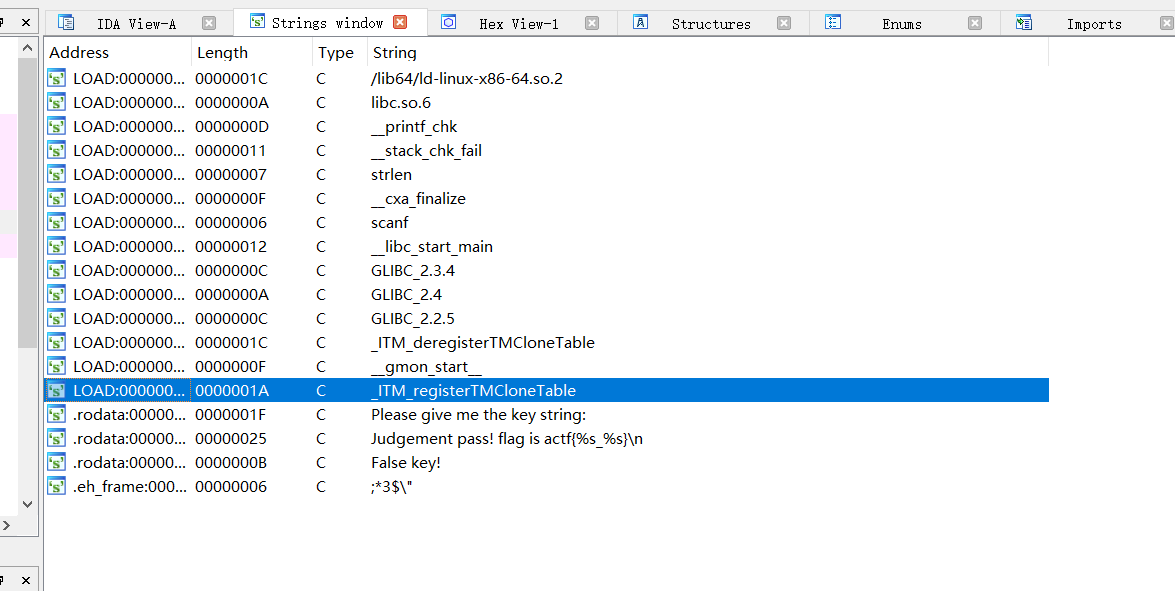 IDA View-A Strings window Hex View-1 Structures Enums Imports
Address Length Type String
LOAD:000000... 0000001C C /lib64/ld-linux-x86-64.so.2
LOAD:000000... 0000000A C libc.so.6
LOAD:000000... 0000000D C __printf_chk
LOAD:000000... 00000011 C __stack_chk_fail
LOAD:000000... 00000007 C strlen
LOAD:000000... 0000000F C __cxa_finalize
LOAD:000000... 00000006 C scanf
LOAD:000000... 00000012 C __libc_start_main
LOAD:000000... 0000000C C GLIBC_2.3.4
LOAD:000000... 0000000A C GLIBC_2.4
LOAD:000000... 0000000C C GLIBC_2.2.5
LOAD:000000... 0000001C C _ITM_deregisterTMCloneTable
LOAD:000000... 0000000F C __gmon_start__
LOAD:000000... 0000001A C _ITM_registerTMCloneTable
.rodata:00000... 0000001F C Please give me the key string:
.rodata:00000... 00000025 C Judgement pass! flag is actf{%s_%s}\n
.rodata:00000... 0000000B C False key!
.eh_frame:000... 00000006 C ;*3$\"